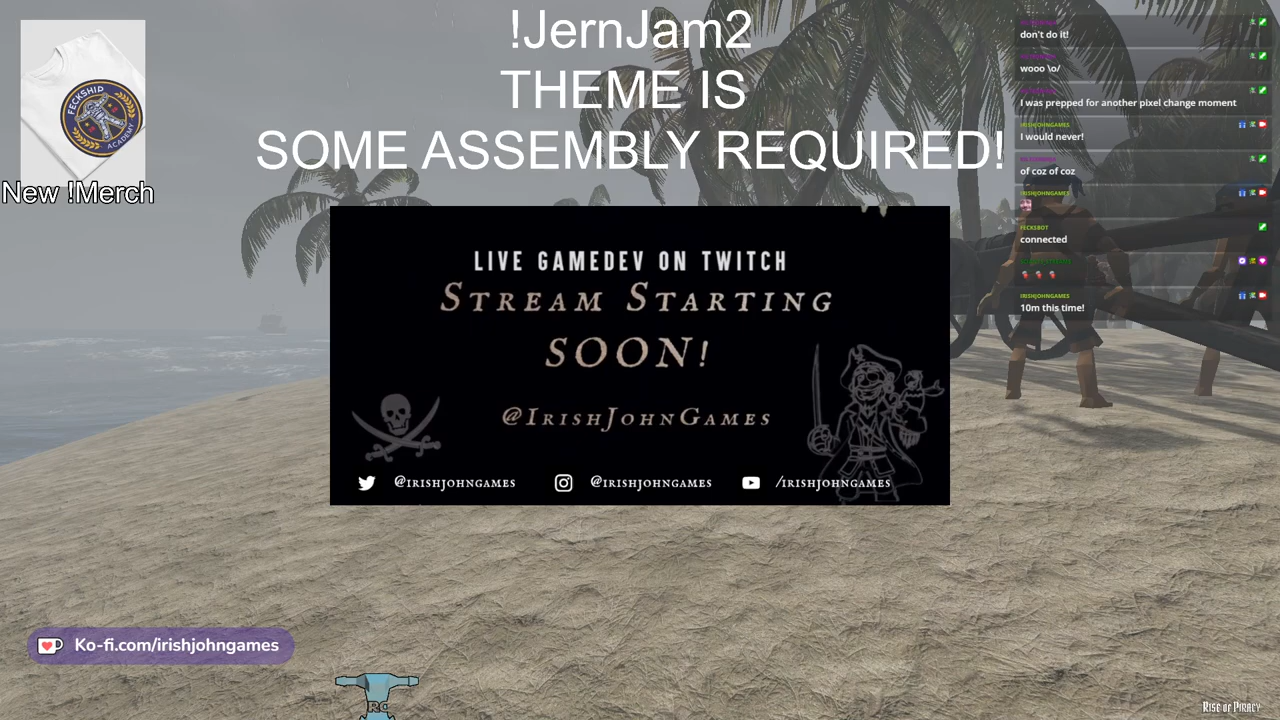 !JernJam2
THEME IS
SOME ASSEMBLY REQUIRED!
FECKSHIP
ACADEMY
New !Merch
LIVE GAMEDEV ON TWITCH
STREAM STARTING
SOON!
@IRISHJOHNGAMES
@IRISHJOHNGAMES
@IRISHJOHNGAMES
/IRISHJOHNGAMES
don't do it!
wooo \o/
I was prepped for another pixel change moment
IRISHJOHNGAMES
I would never!
of coz of coz
IRISHJOHNGAMES
FECKSBOT
connected
IRISHJOHNGAMES
10m this time!
Ko-fi.com/irishjohngames
RISE OF PIRACY